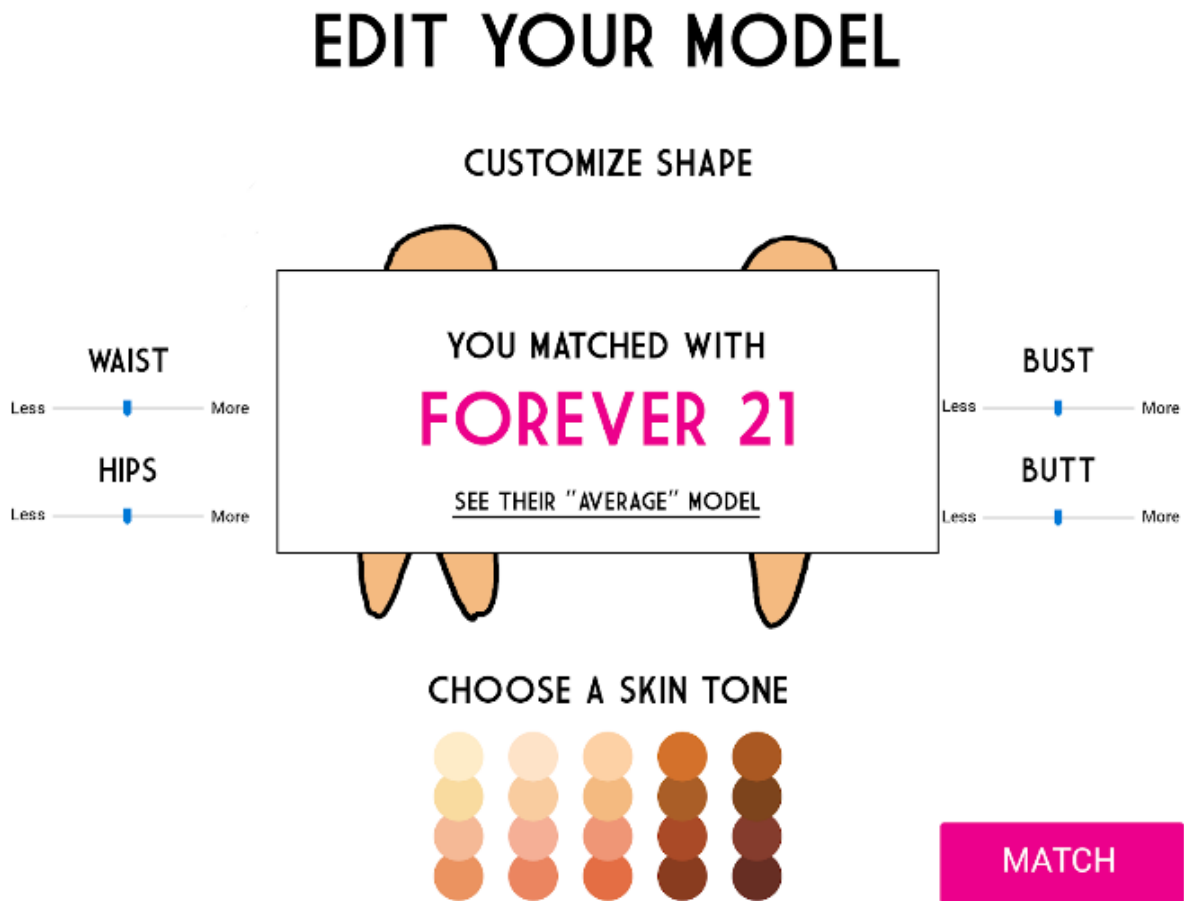 EDIT YOUR MODEL
CUSTOMIZE SHAPE
WAIST
Less More
HIPS
Less More
YOU MATCHED WITH
FOREVER 21
SEE THEIR "AVERAGE" MODEL
BUST
Less More
BUTT
Less More
CHOOSE A SKIN TONE
MATCH